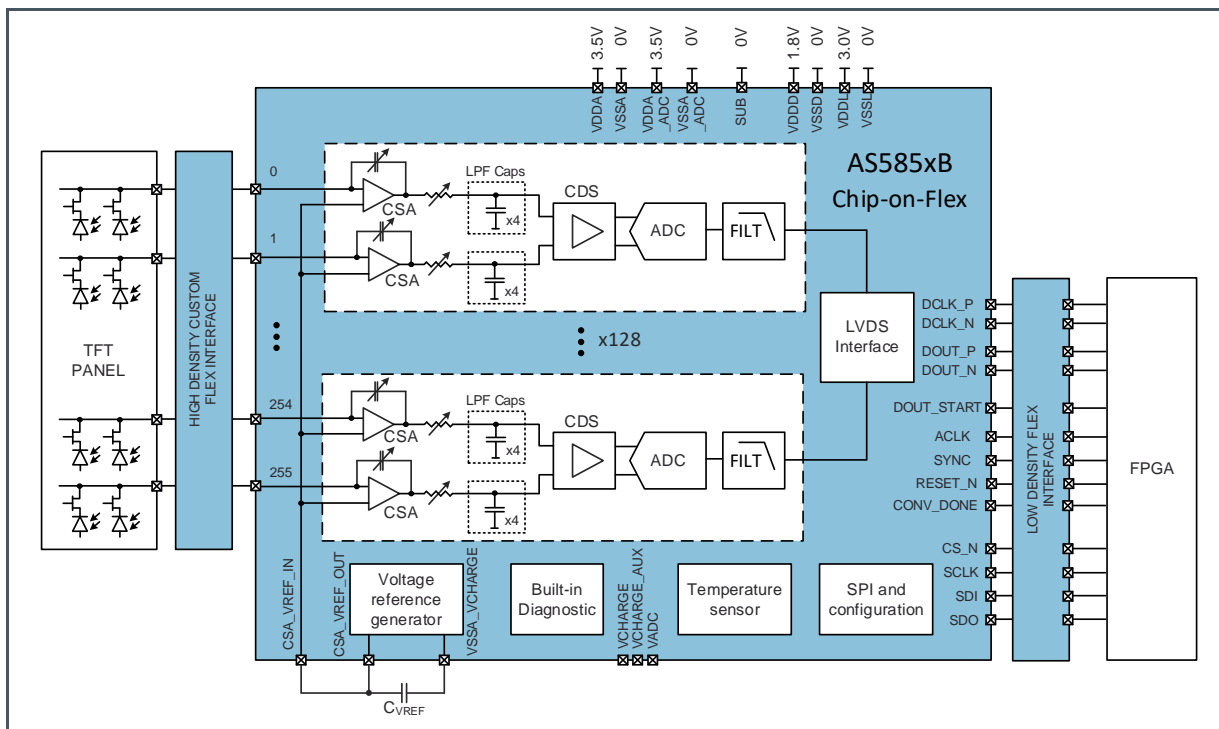 3.5V
0V
3.5V
0V
0V
1.8V
0V
3.0V
0V
VDDA
VSSA
VDDA
_ADC
VSSA
_ADC
SUB
VDDD
VSSD
VDDL
VSSL
AS585xB
Chip-on-Flex
TFT
PANEL
HIGH DENSITY CUSTOM
FLEX INTERFACE
0
1
254
255
CSA
LPF Caps
x4
CSA
x4
CDS
ADC
FILT
x128
CSA
LPF Caps
x4
CSA
x4
CDS
ADC
FILT
LVDS
Interface
DCLK_P
DCLK_N
DOUT_P
DOUT_N
DOUT_START
ACLK
SYNC
RESET_N
CONV_DONE
CS_N
SCLK
SDI
SDO
LOW DENSITY FLEX
INTERFACE
FPGA
CSA_VREF_IN
CSA_VREF_OUT
Voltage
reference
generator
VSSA_VCHARGE
Built-in
Diagnostic
VCHARGE
VCHARGE_AUX
VADC
Temperature
sensor
SPI and
configuration
CVREF